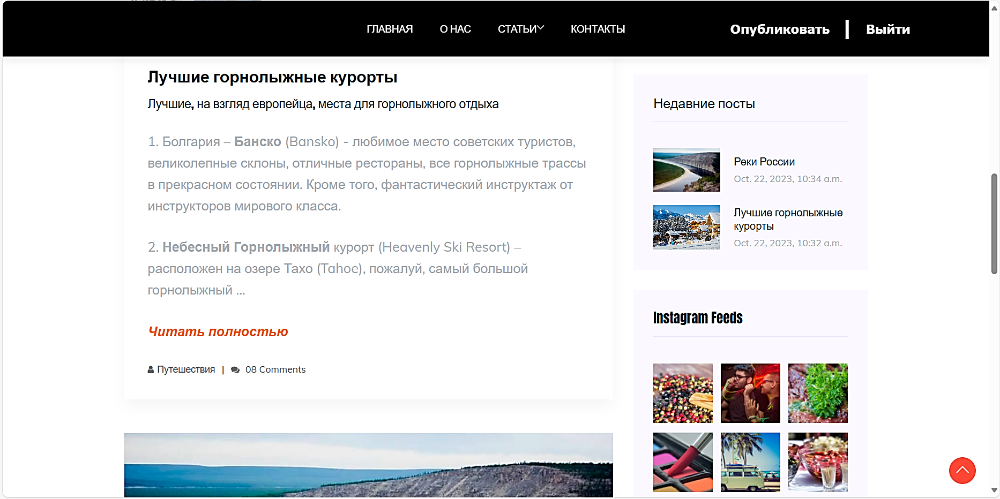 ГЛАВНАЯ О НАС СТАТЬИ КОНТАКТЫ Опубликовать | Выйти
Лучшие горнолыжные курорты
Лучшие, на взгляд европейца, места для горнолыжного отдыха
1. Болгария – Банско (Bansko) - любимое место советских туристов,
великолепные склоны, отличные рестораны, все горнолыжные трассы
в прекрасном состоянии. Кроме того, фантастический инструктаж от
инструкторов мирового класса.
2. Небесный Горнолыжный курорт (Heavenly Ski Resort) –
расположен на озере Тахо (Tahoe), пожалуй, самый большой
горнолыжный ...
Читать полностью
Путешествия | 08 Comments
Недавние посты
Реки России
Oct. 22, 2023, 10:34 a.m.
Лучшие горнолыжные
курорты
Oct. 22, 2023, 10:32 a.m.
Instagram Feeds